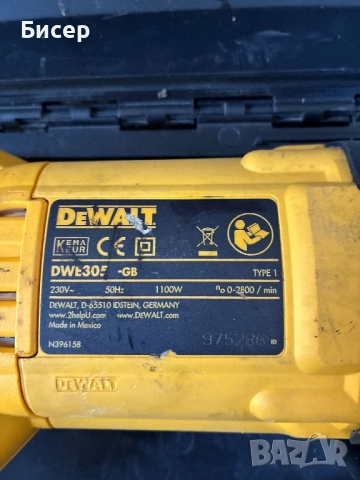 Бисер
DEWALT
KEMA
KEUR
CE
DWE305 -GB
TYPE 1
230V~ 50Hz 1100W n₀ 0-2800 / min
DEWALT, D-65510 IDSTEIN, GERMANY
www.2helpU.com www.DEWALT.com
Made in Mexico
N396158
DEWALT
BAZAR